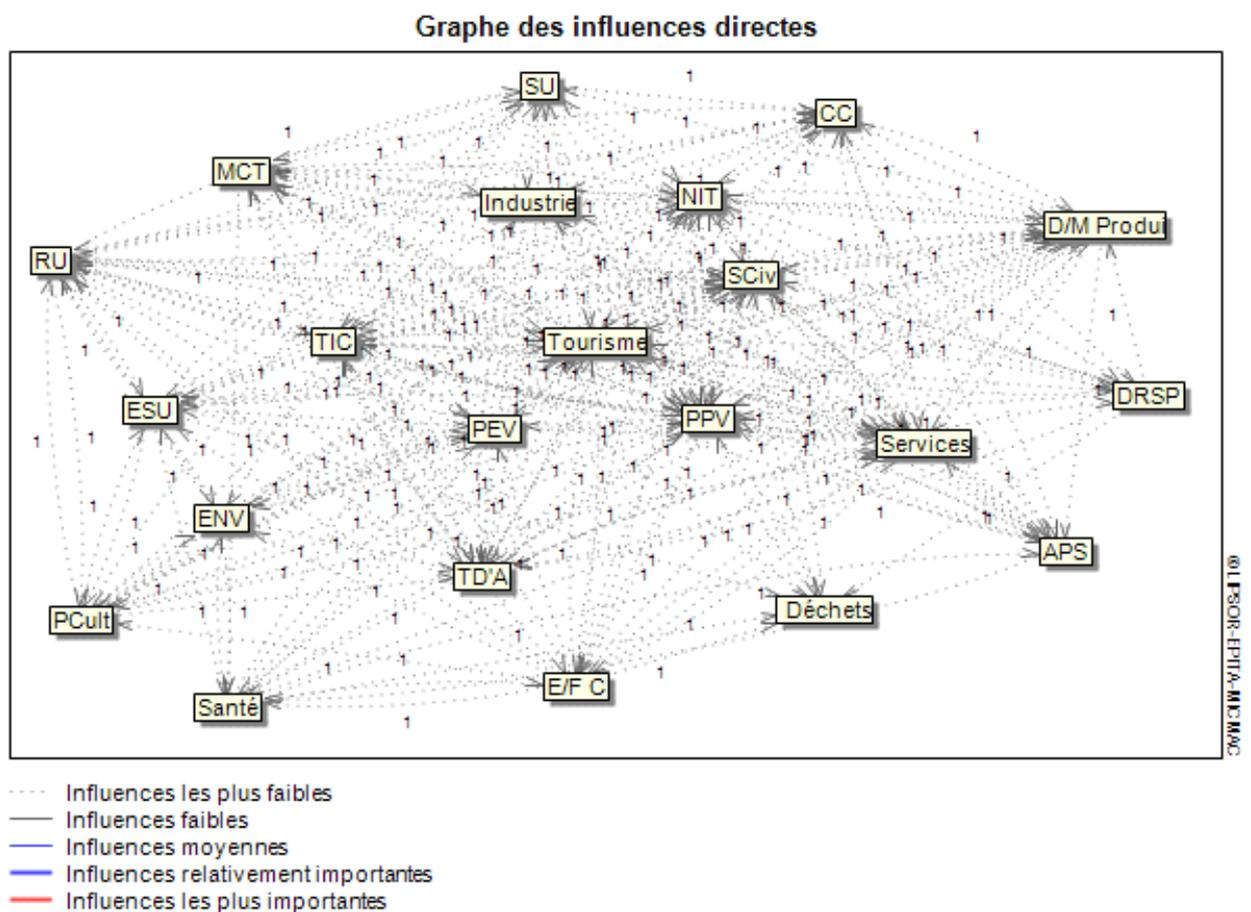 Graphe des influences directes
SU
CC
MCT
Industrie
NIT
D/M Produi
RU
SCiv
TIC
Tourisme
DRSP
ESU
PEV
PPV
Services
ENV
APS
TD'A
PCult
Déchets
E/F C
Santé
©LIPSOR-EPITA-MICMAC
Influences les plus faibles
Influences faibles
Influences moyennes
Influences relativement importantes
Influences les plus importantes